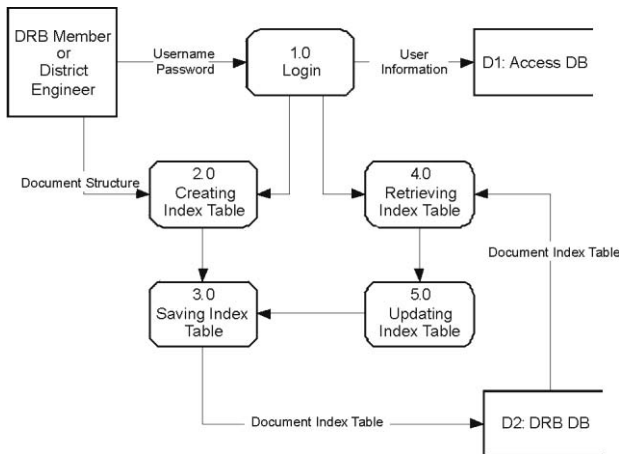 DRB Member
or
District
Engineer
Username
Password
1.0
Login
User
Information
D1: Access DB
Document Structure
2.0
Creating
Index Table
4.0
Retrieving
Index Table
Document Index Table
3.0
Saving Index
Table
5.0
Updating
Index Table
Document Index Table
D2: DRB DB